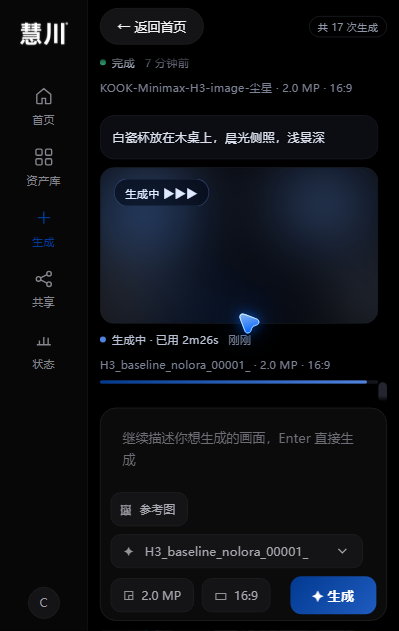 慧川
← 返回首页
共 17 次生成
首页
资产库
生成
共享
状态
完成 7 分钟前
KOOK-Minimax-H3-image-尘星 · 2.0 MP · 16:9
白瓷杯放在木桌上，晨光侧照，浅景深
生成中 ▶▶▶
生成中 · 已用 2m26s 刚刚
H3_baseline_nolora_00001_ · 2.0 MP · 16:9
继续描述你想生成的画面，Enter 直接生
成
参考图
H3_baseline_nolora_00001_
2.0 MP
16:9
生成
C